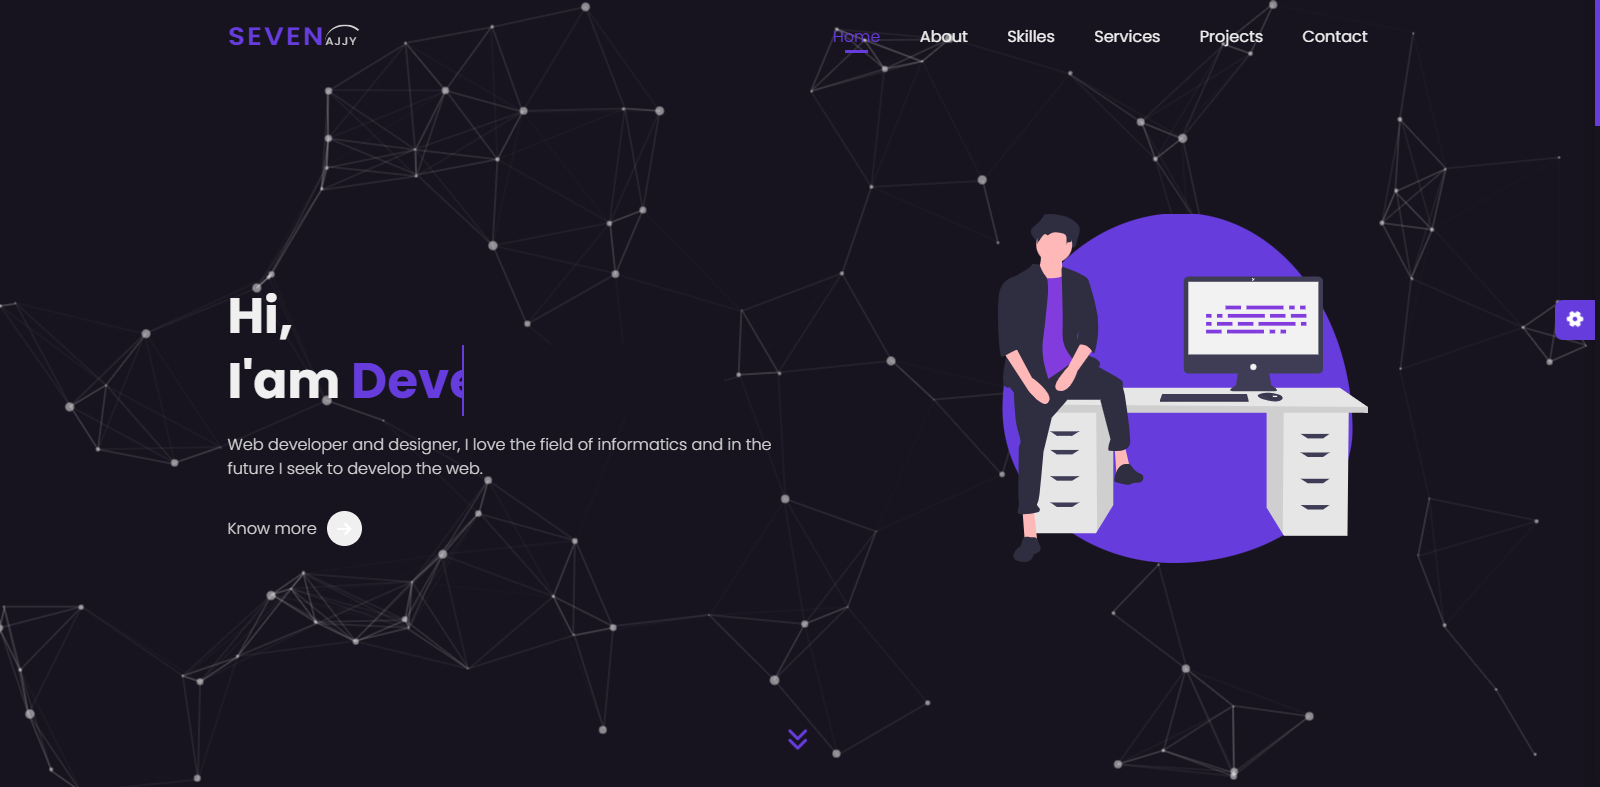 SEVEN AJJY
Home About Skilles Services Projects Contact
Hi,
I'am Deve
Web developer and designer, I love the field of informatics and in the
future I seek to develop the web.
Know more